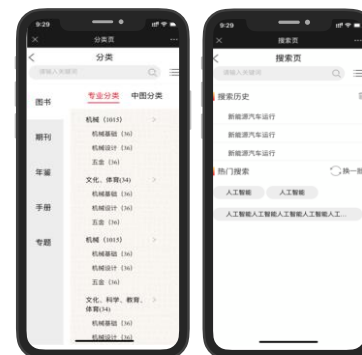 9:29
分类页
分类
请输入关键词
专业分类 中图分类
图书
期刊
年鉴
手册
专题
机械 (1015) >
机械基础 (36)
机械设计 (36)
五金 (36)
文化、体育(34) >
机械基础 (36)
机械设计 (36)
五金 (36)
机械 (1015) >
机械基础 (36)
机械设计 (36)
五金 (36)
文化、科学、教育、 >
体育(34)
机械基础 (36)
机械设计 (36)
9:29
搜索页
搜索页
请输入关键词
搜索历史
新能源汽车运行
新能源汽车运行
新能源汽车运行
热门搜索
换一批
人工智能 人工智能
人工智能人工智能人工智能人工智能人工...